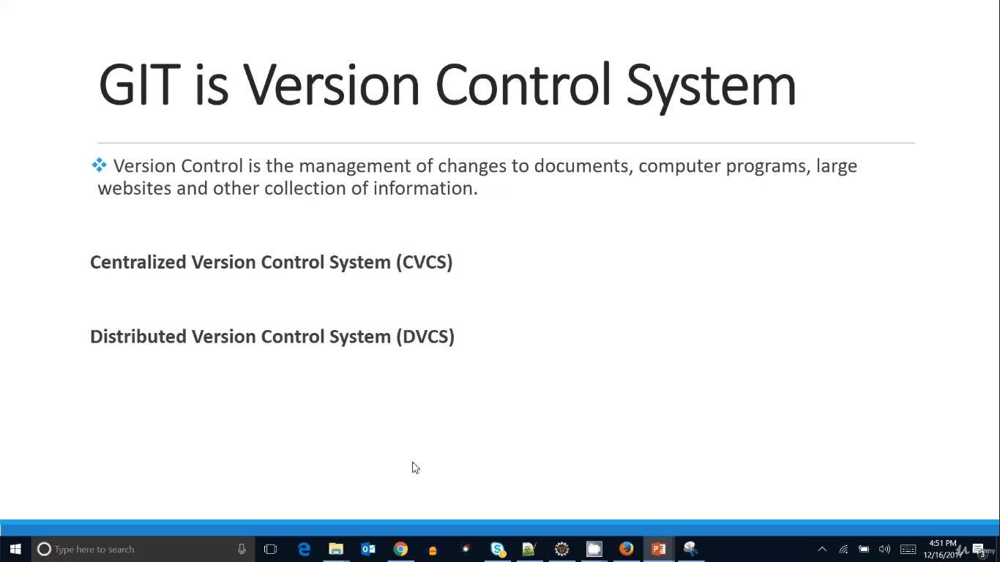 GIT is Version Control System
Version Control is the management of changes to documents, computer programs, large
websites and other collection of information.
Centralized Version Control System (CVCS)
Distributed Version Control System (DVCS)
Type here to search
4:51 PM
12/16/2017
3